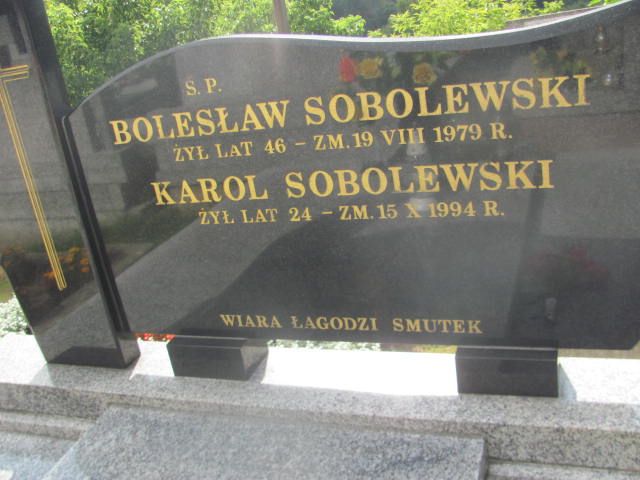 S. P.
BOLESŁAW SOBOLEWSKI
ŻYŁ LAT 46 - ZM. 19 VIII 1979 R.
KAROL SOBOLEWSKI
ŻYŁ LAT 24 - ZM. 15 X 1994 R.
WIARA ŁAGODZI SMUTEK